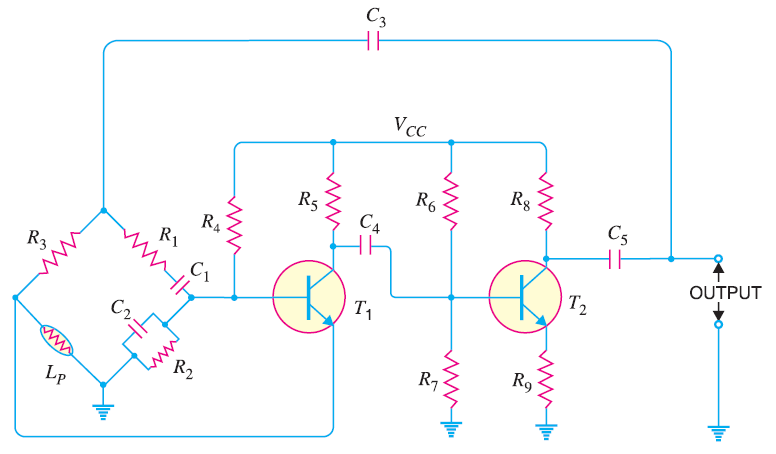 C3
VCC
R3
R1
R4
R5
C4
R6
R8
C5
C1
C2
T1
T2
OUTPUT
LP
R2
R7
R9